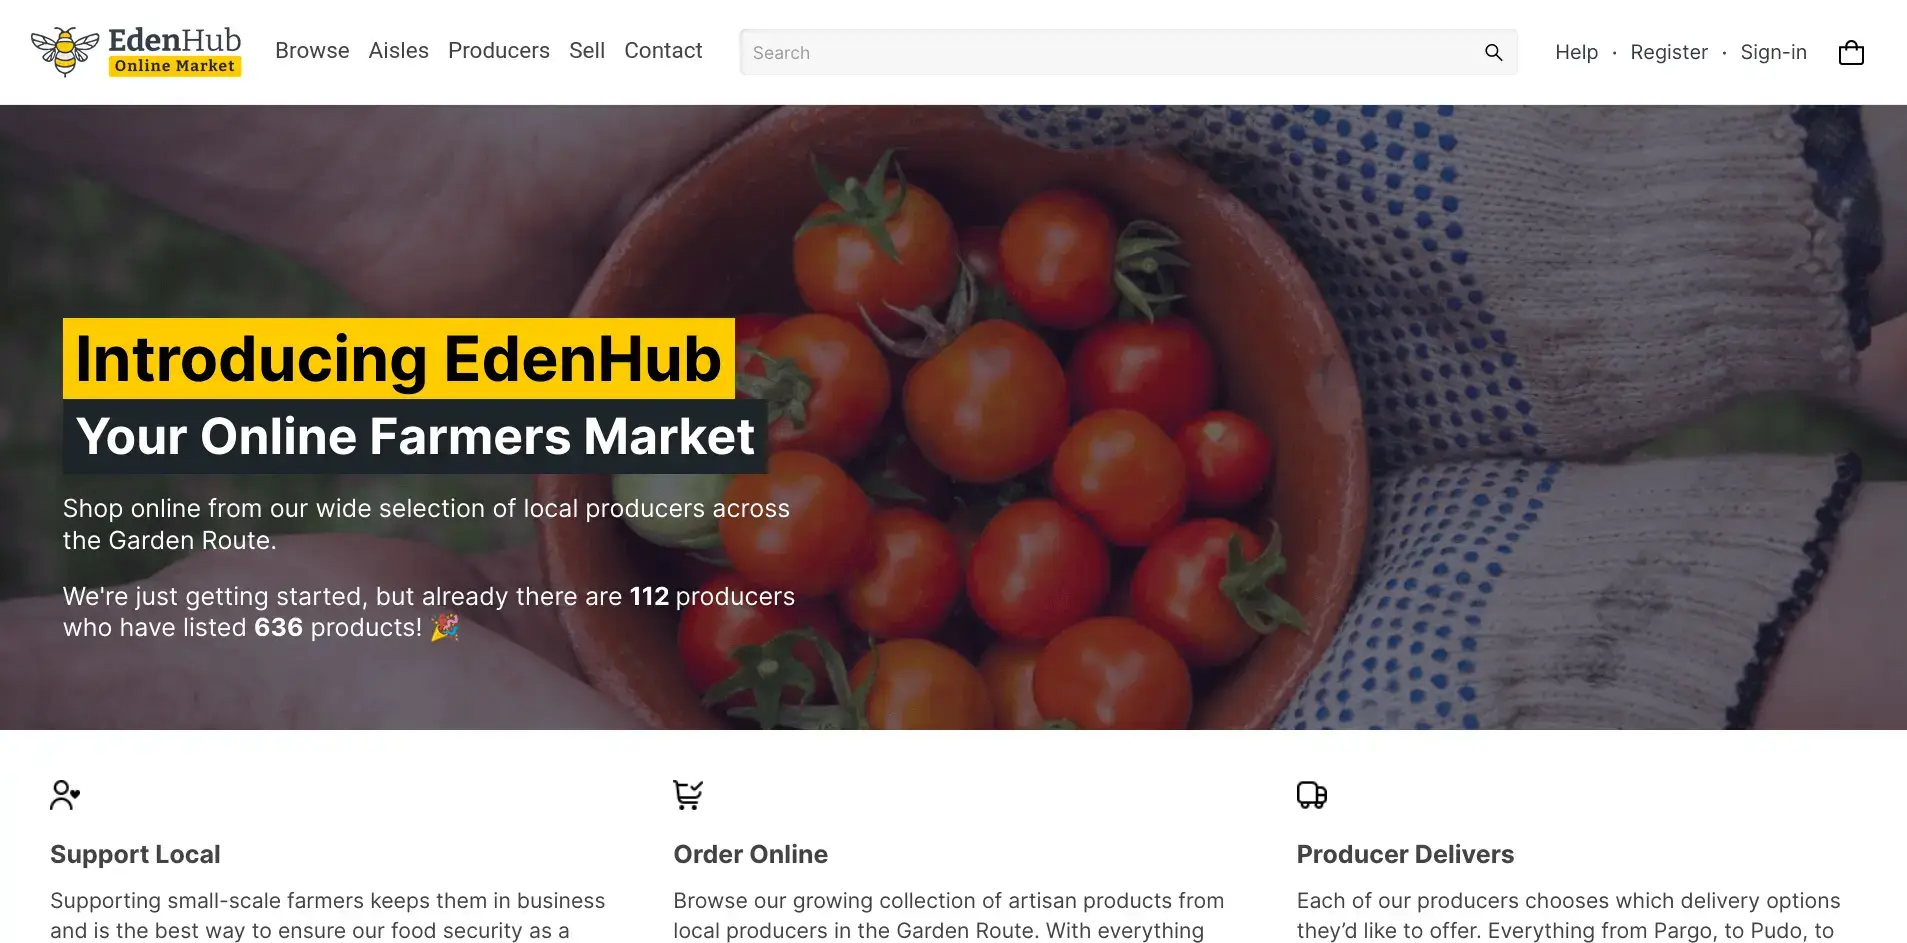 EdenHub
Online Market
Browse Aisles Producers Sell Contact
Search
Help · Register · Sign-in
Introducing EdenHub
Your Online Farmers Market
Shop online from our wide selection of local producers across
the Garden Route.
We're just getting started, but already there are 112 producers
who have listed 636 products! 🎉
Support Local
Supporting small-scale farmers keeps them in business
and is the best way to ensure our food security as a
Order Online
Browse our growing collection of artisan products from
local producers in the Garden Route. With everything
Producer Delivers
Each of our producers chooses which delivery options
they’d like to offer. Everything from Pargo, to Pudo, to